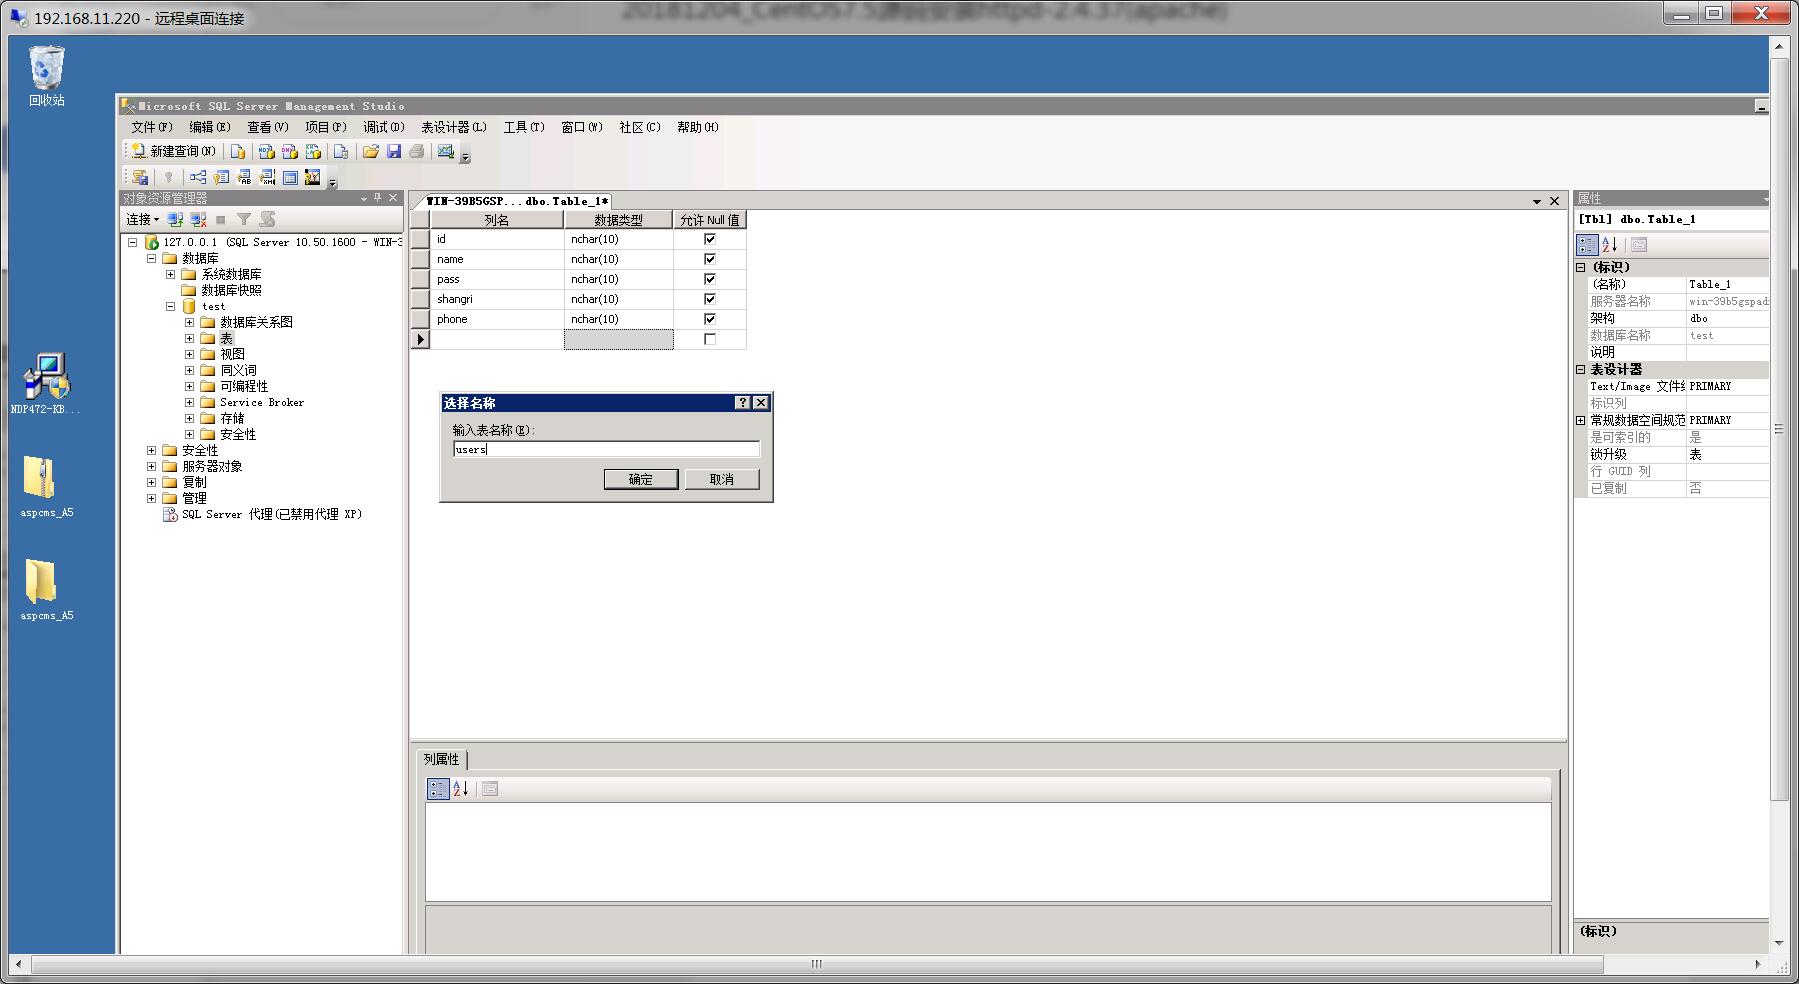 20181204_CentOS7.5源码安装httpd-2.4.37(apache)
192.168.11.220 - 远程桌面连接
回收站
NDP472-KB...
aspcms_A5
aspcms_A5
Microsoft SQL Server Management Studio
文件(F) 编辑(E) 查看(V) 项目(P) 调试(D) 表设计器(L) 工具(T) 窗口(W) 社区(C) 帮助(H)
新建查询(N)
对象资源管理器
连接
127.0.0.1 (SQL Server 10.50.1600 - WIN-3
数据库
系统数据库
数据库快照
test
数据库关系图
表
视图
同义词
可编程性
Service Broker
存储
安全性
安全性
服务器对象
复制
管理
SQL Server 代理(已禁用代理 XP)
WIN-39B5GSP...dbo.Table_1*
列名 数据类型 允许 Null 值
id nchar(10)
name nchar(10)
pass nchar(10)
shangri nchar(10)
phone nchar(10)
选择名称
输入表名称(E):
users
确定 取消
列属性
属性
[Tbl] dbo.Table_1
(标识)
(名称) Table_1
服务器名称 win-39b5gspad
架构 dbo
数据库名称 test
说明
表设计器
Text/Image 文件组 PRIMARY
标识列
常规数据空间规范 PRIMARY
是可索引的 是
锁升级 表
行 GUID 列
已复制 否
(标识)